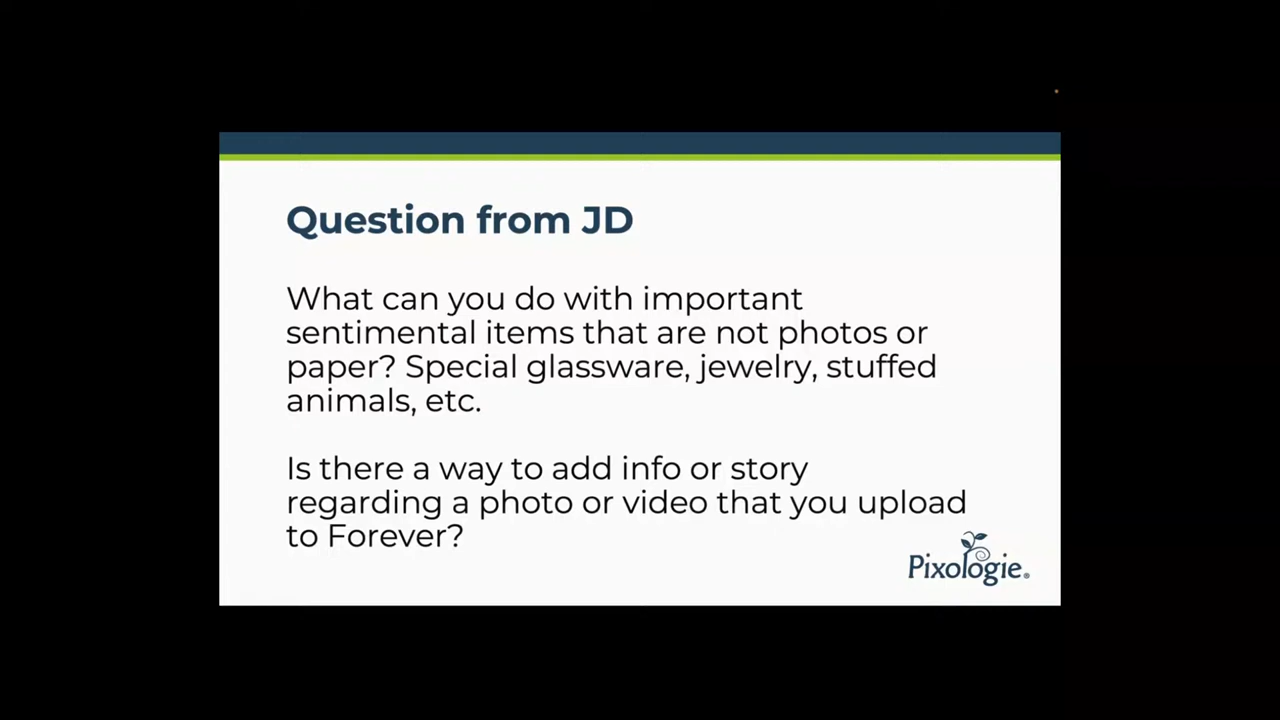 Question from JD
What can you do with important
sentimental items that are not photos or
paper? Special glassware, jewelry, stuffed
animals, etc.
Is there a way to add info or story
regarding a photo or video that you upload
to Forever?
Pixologie®